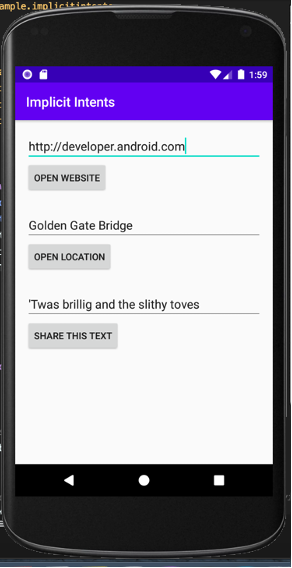 ample.implicitintents
1:59
Implicit Intents
http://developer.android.com
OPEN WEBSITE
Golden Gate Bridge
OPEN LOCATION
'Twas brillig and the slithy toves
SHARE THIS TEXT